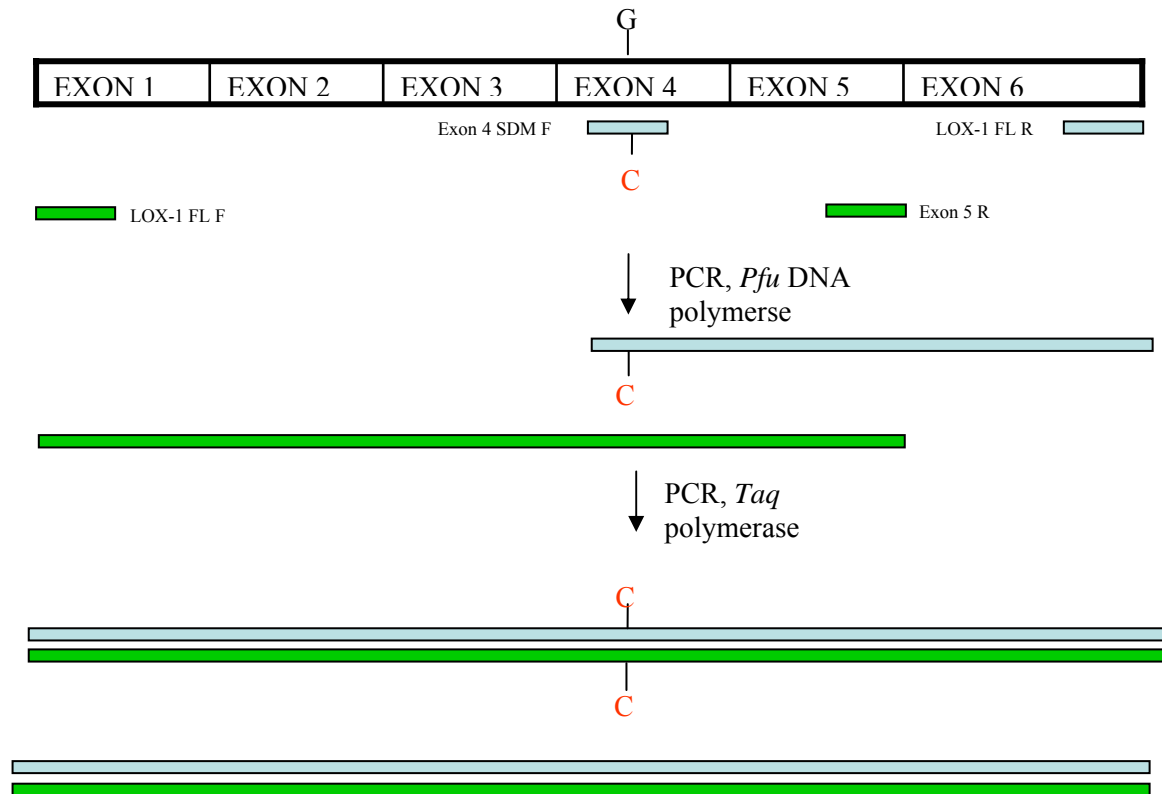 G
EXON 1 EXON 2 EXON 3 EXON 4 EXON 5 EXON 6
Exon 4 SDM F LOX-1 FL R
C
LOX-1 FL F Exon 5 R
PCR, Pfu DNA
polymerse
C
PCR, Taq
polymerase
C
C